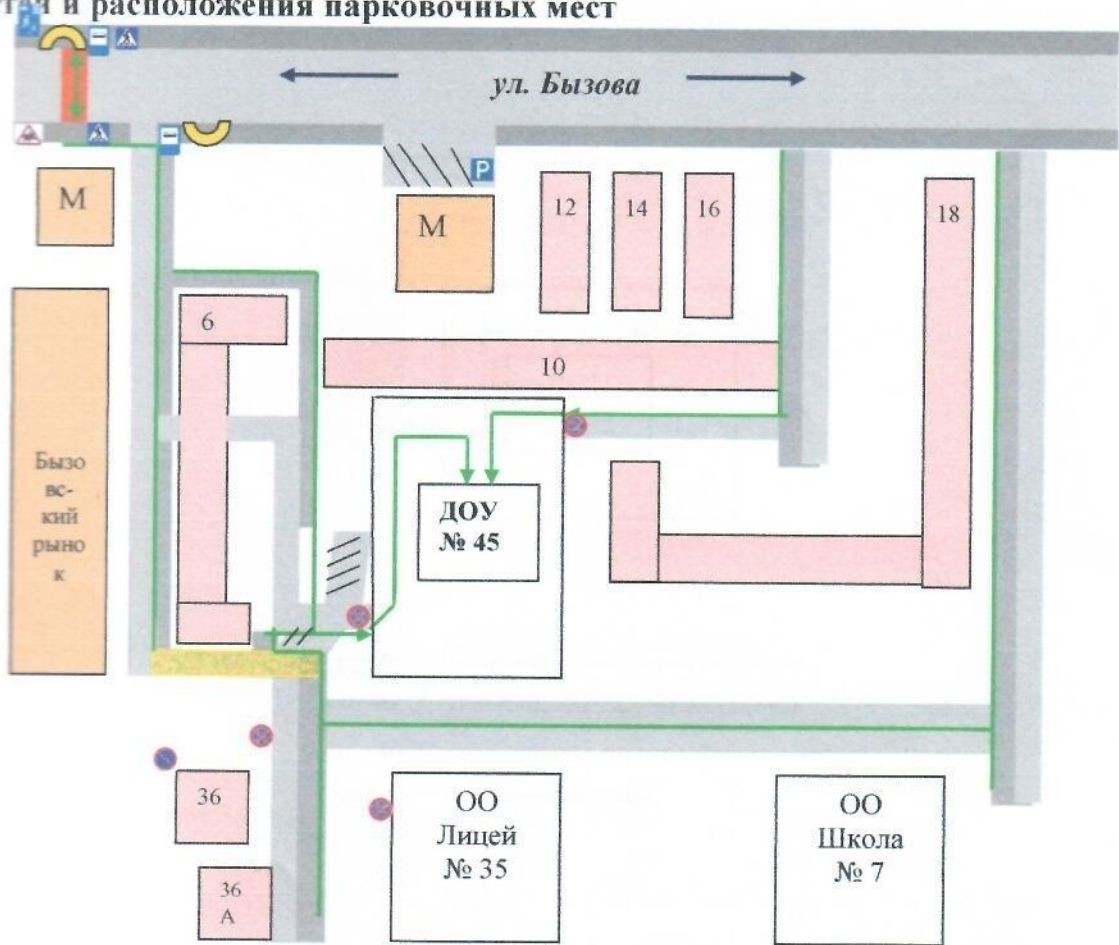 и расположения парковочных мест
ул. Бызова
М
P
М
12
14
16
18
6
10
Бызо
вс-
кий
рыно
к
ДОУ
№ 45
36
ОО
Лицей
№ 35
ОО
Школа
№ 7
36
А